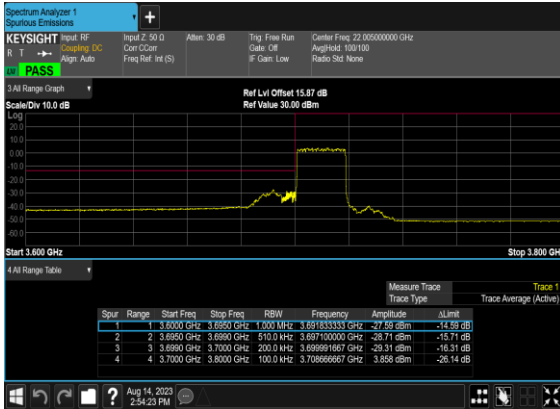 Spectrum Analyzer 1
Spurious Emissions
KEYSIGHT Input: RF Input Z: 50 Ω Atten: 30 dB Trig: Free Run Center Freq: 22.005000000 GHz
R T Coupling: DC Corr CCorr Gate: Off Avg|Hold: 100/100
Align: Auto Freq Ref: Int (S) IF Gain: Low Radio Std: None
PASS
3 All Range Graph
Ref Lvl Offset 15.87 dB
Scale/Div 10.0 dB Ref Value 30.00 dBm
Log
20.0
10.0
0.00
-10.0
-20.0
-30.0
-40.0
-50.0
-60.0
Start 3.600 GHz Stop 3.800 GH
4 All Range Table
Measure Trace Trace 1
Trace Type Trace Average (Active)
Spur Range Start Freq Stop Freq RBW Frequency Amplitude ΔLimit
1 1 3.6000 GHz 3.6950 GHz 1.000 MHz 3.691833333 GHz -27.59 dBm -14.59 dB
2 2 3.6950 GHz 3.6990 GHz 510.0 kHz 3.697100000 GHz -28.71 dBm -15.71 dB
3 3 3.6990 GHz 3.7000 GHz 200.0 kHz 3.699991667 GHz -29.31 dBm -16.31 dB
4 4 3.7000 GHz 3.8000 GHz 100.0 kHz 3.708666667 GHz 3.858 dBm -26.14 dB
Aug 14, 2023
2:54:23 PM